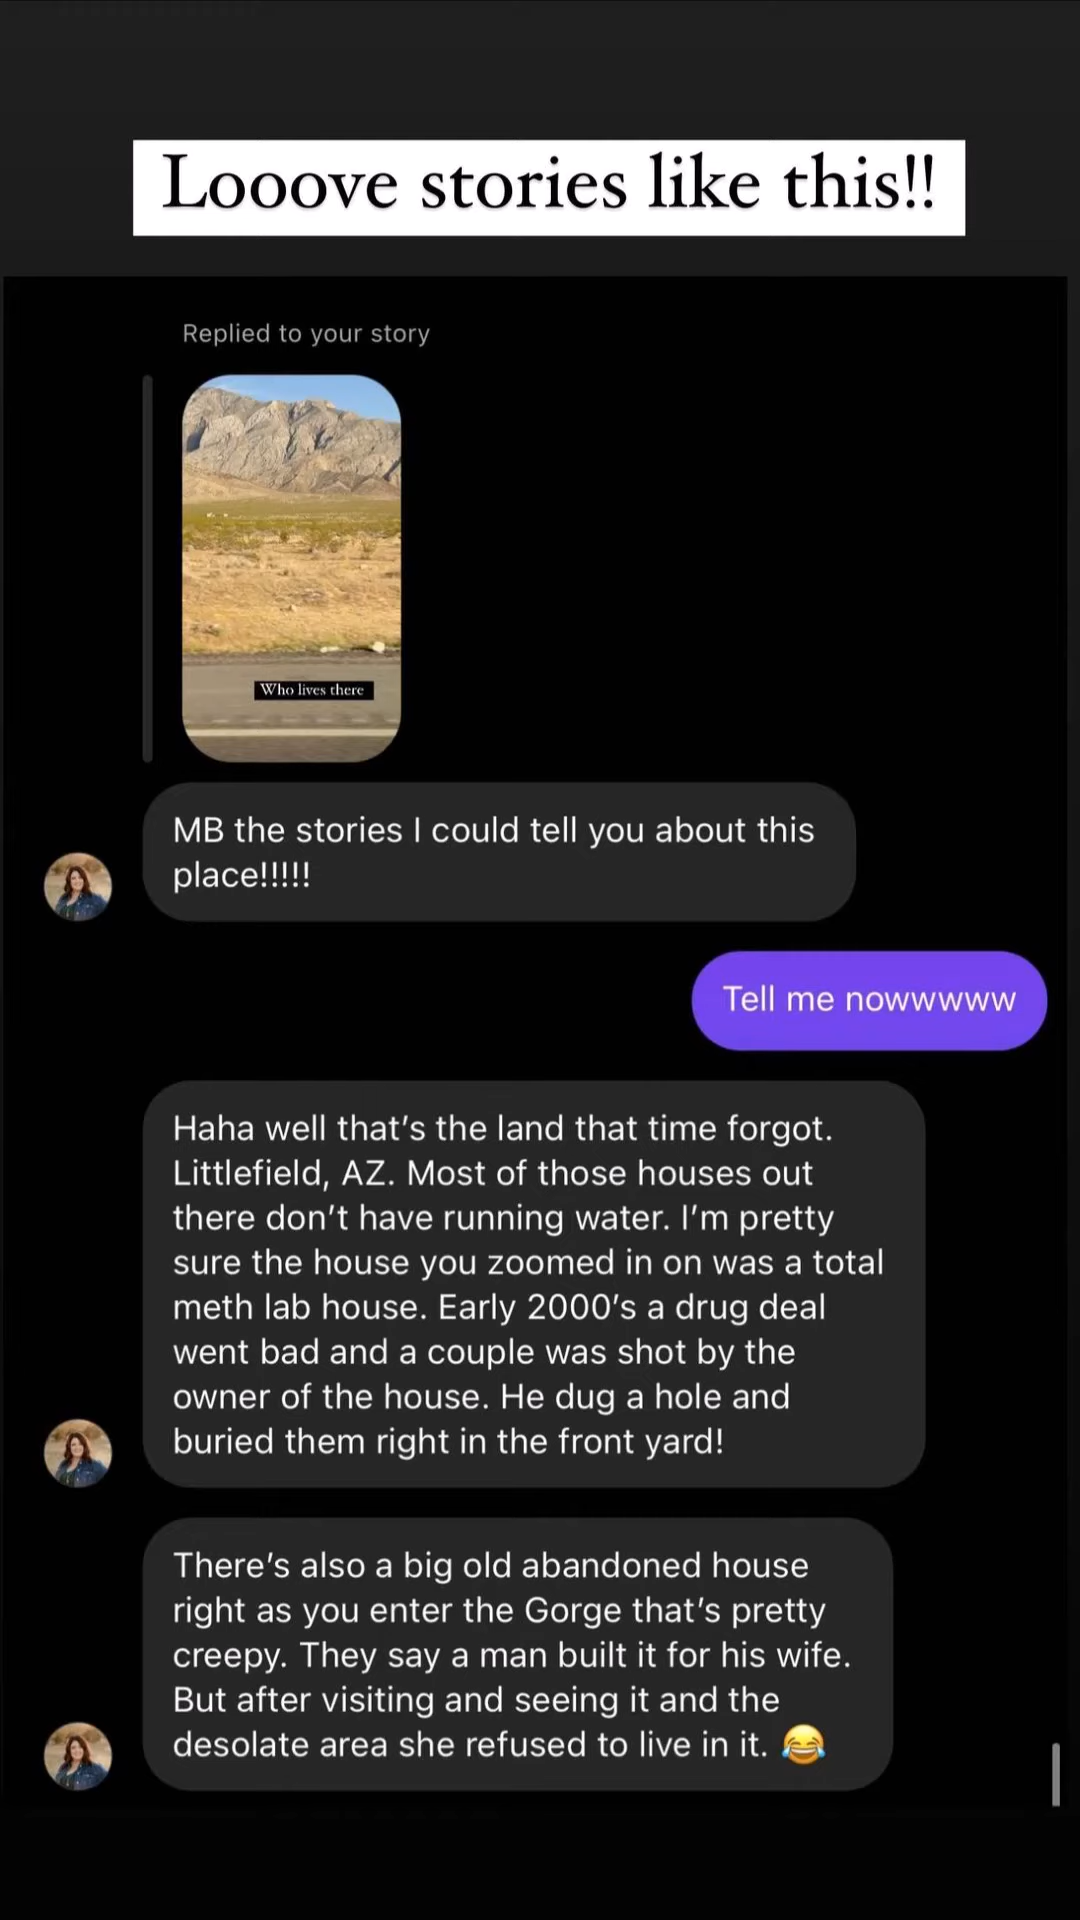 Looove stories like this!!
Replied to your story
Who lives there
MB the stories I could tell you about this
place!!!!!
Tell me nowwwww
Haha well that’s the land that time forgot.
Littlefield, AZ. Most of those houses out
there don’t have running water. I’m pretty
sure the house you zoomed in on was a total
meth lab house. Early 2000’s a drug deal
went bad and a couple was shot by the
owner of the house. He dug a hole and
buried them right in the front yard!
There’s also a big old abandoned house
right as you enter the Gorge that’s pretty
creepy. They say a man built it for his wife.
But after visiting and seeing it and the
desolate area she refused to live in it. 😂